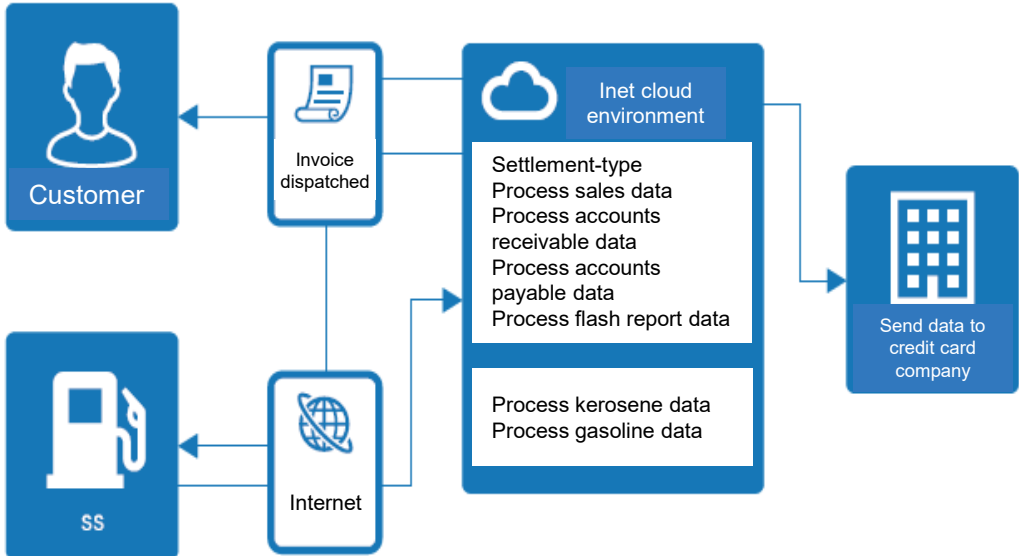 Customer
Invoice
dispatched
Inet cloud
environment
Settlement-type
Process sales data
Process accounts
receivable data
Process accounts
payable data
Process flash report data
Process kerosene data
Process gasoline data
Send data to
credit card
company
SS
Internet